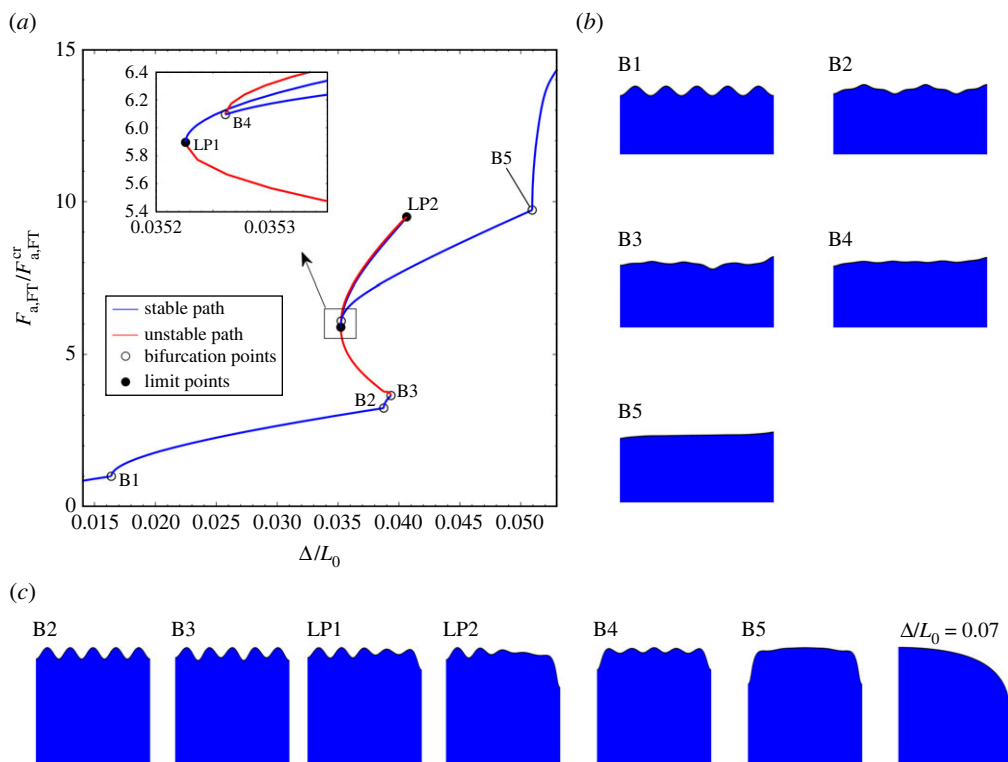 (a)
(b)
15
10
5
0
F_a,FT/F^cr_a,FT
6.4
6.2
6.0
5.8
5.6
5.4
0.0352
0.0353
B4
LP1
B5
LP2
stable path
unstable path
bifurcation points
limit points
B2
B3
B1
0.015
0.020
0.025
0.030
0.035
0.040
0.045
0.050
Δ/L₀
B1
B2
B3
B4
B5
(c)
B2
B3
LP1
LP2
B4
B5
Δ/L₀ = 0.07